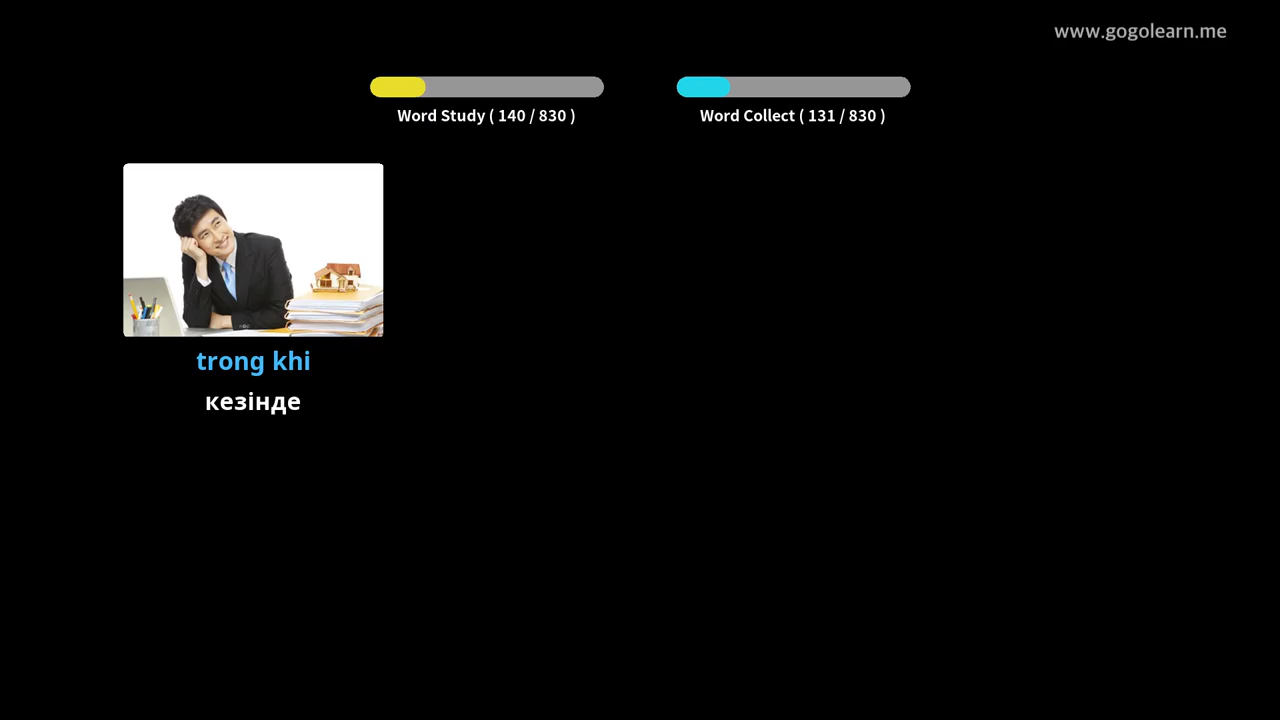 www.gogolearn.me
Word Study ( 140 / 830 )
Word Collect ( 131 / 830 )
trong khi
кезінде